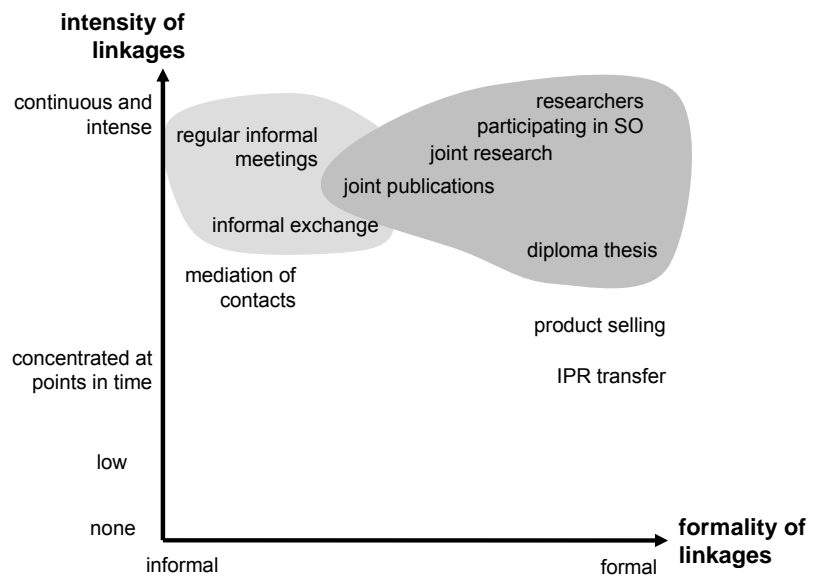 intensity of
linkages
continuous and
intense
researchers
participating in SO
regular informal
meetings
joint research
joint publications
informal exchange
diploma thesis
mediation of
contacts
product selling
concentrated at
points in time
IPR transfer
low
none
informal
formal
formality of
linkages